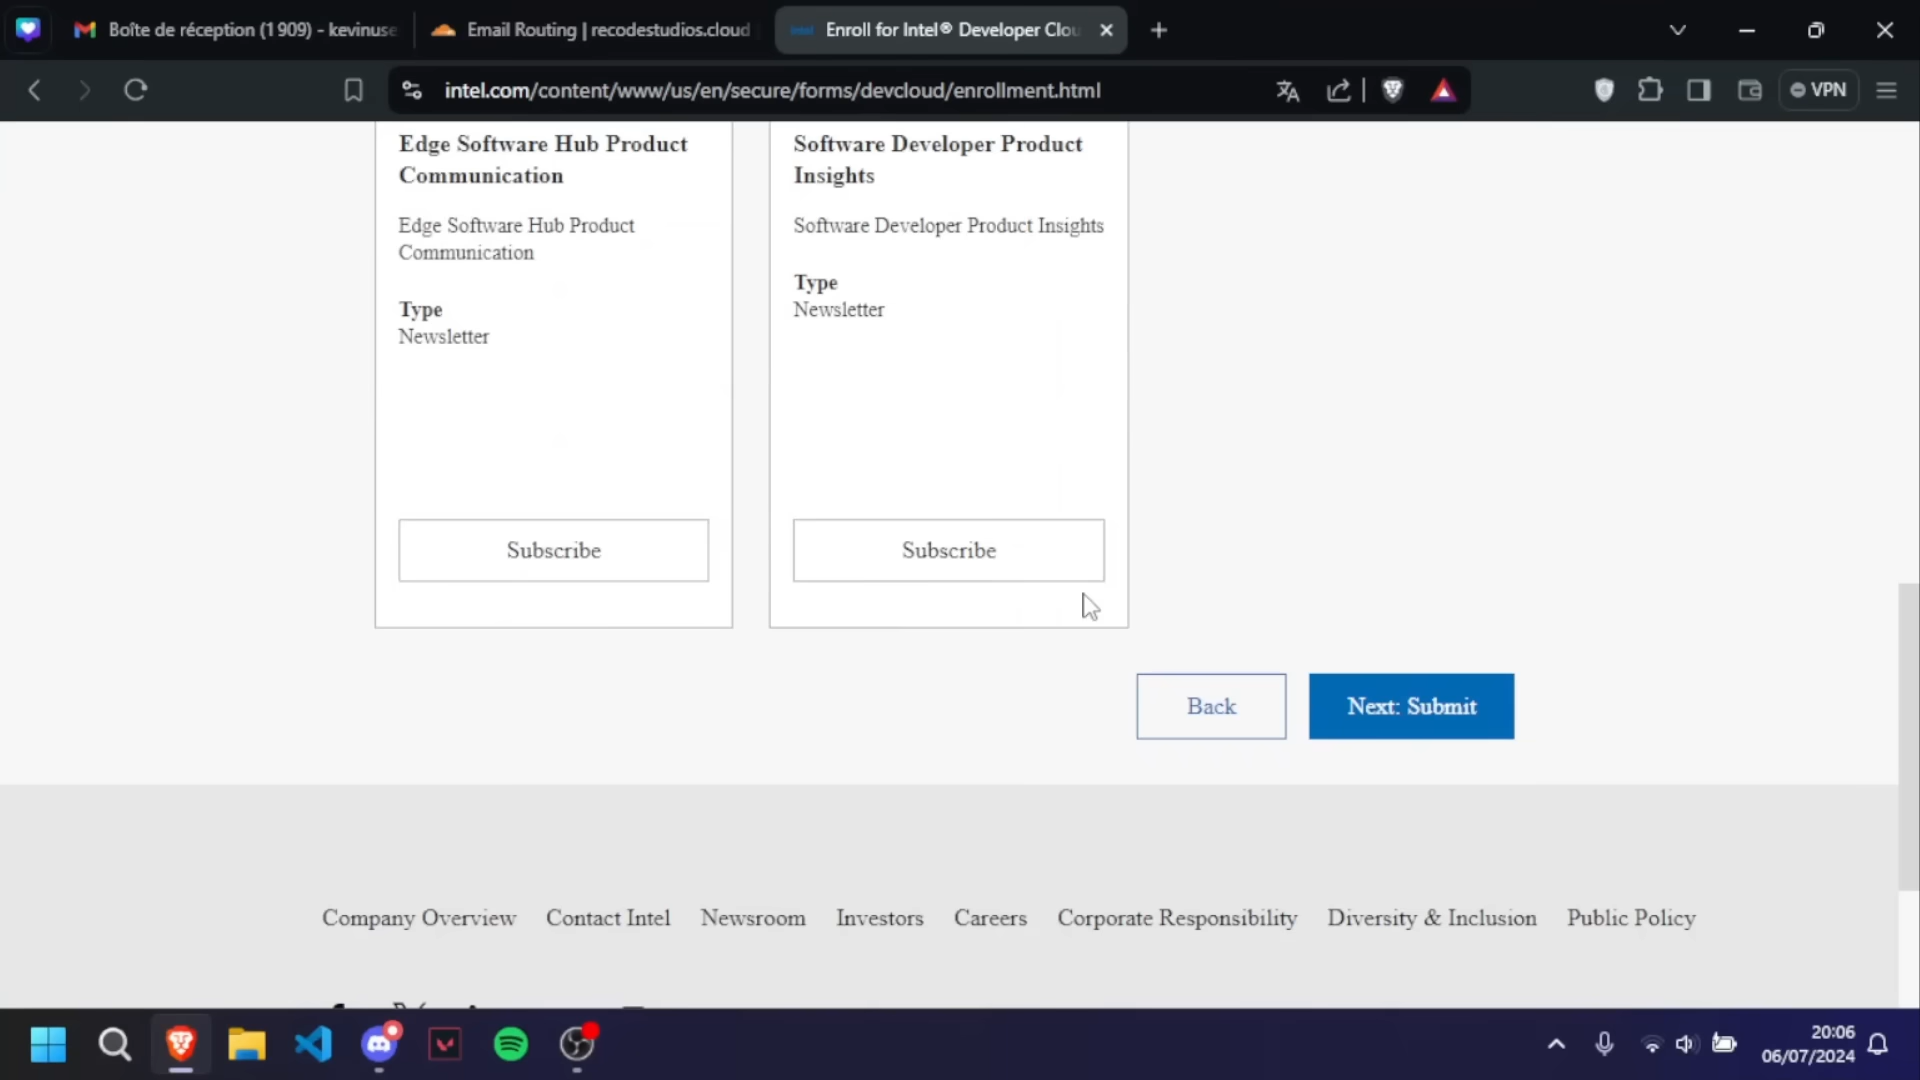 Boîte de réception (1 909) - kevinuse
Email Routing | recodestudios.cloud
Enroll for Intel® Developer Clou
intel.com/content/www/us/en/secure/forms/devcloud/enrollment.html
VPN
Edge Software Hub Product
Communication
Edge Software Hub Product
Communication
Type
Newsletter
Subscribe
Software Developer Product
Insights
Software Developer Product Insights
Type
Newsletter
Subscribe
Back
Next: Submit
Company Overview
Contact Intel
Newsroom
Investors
Careers
Corporate Responsibility
Diversity & Inclusion
Public Policy
20:06
06/07/2024